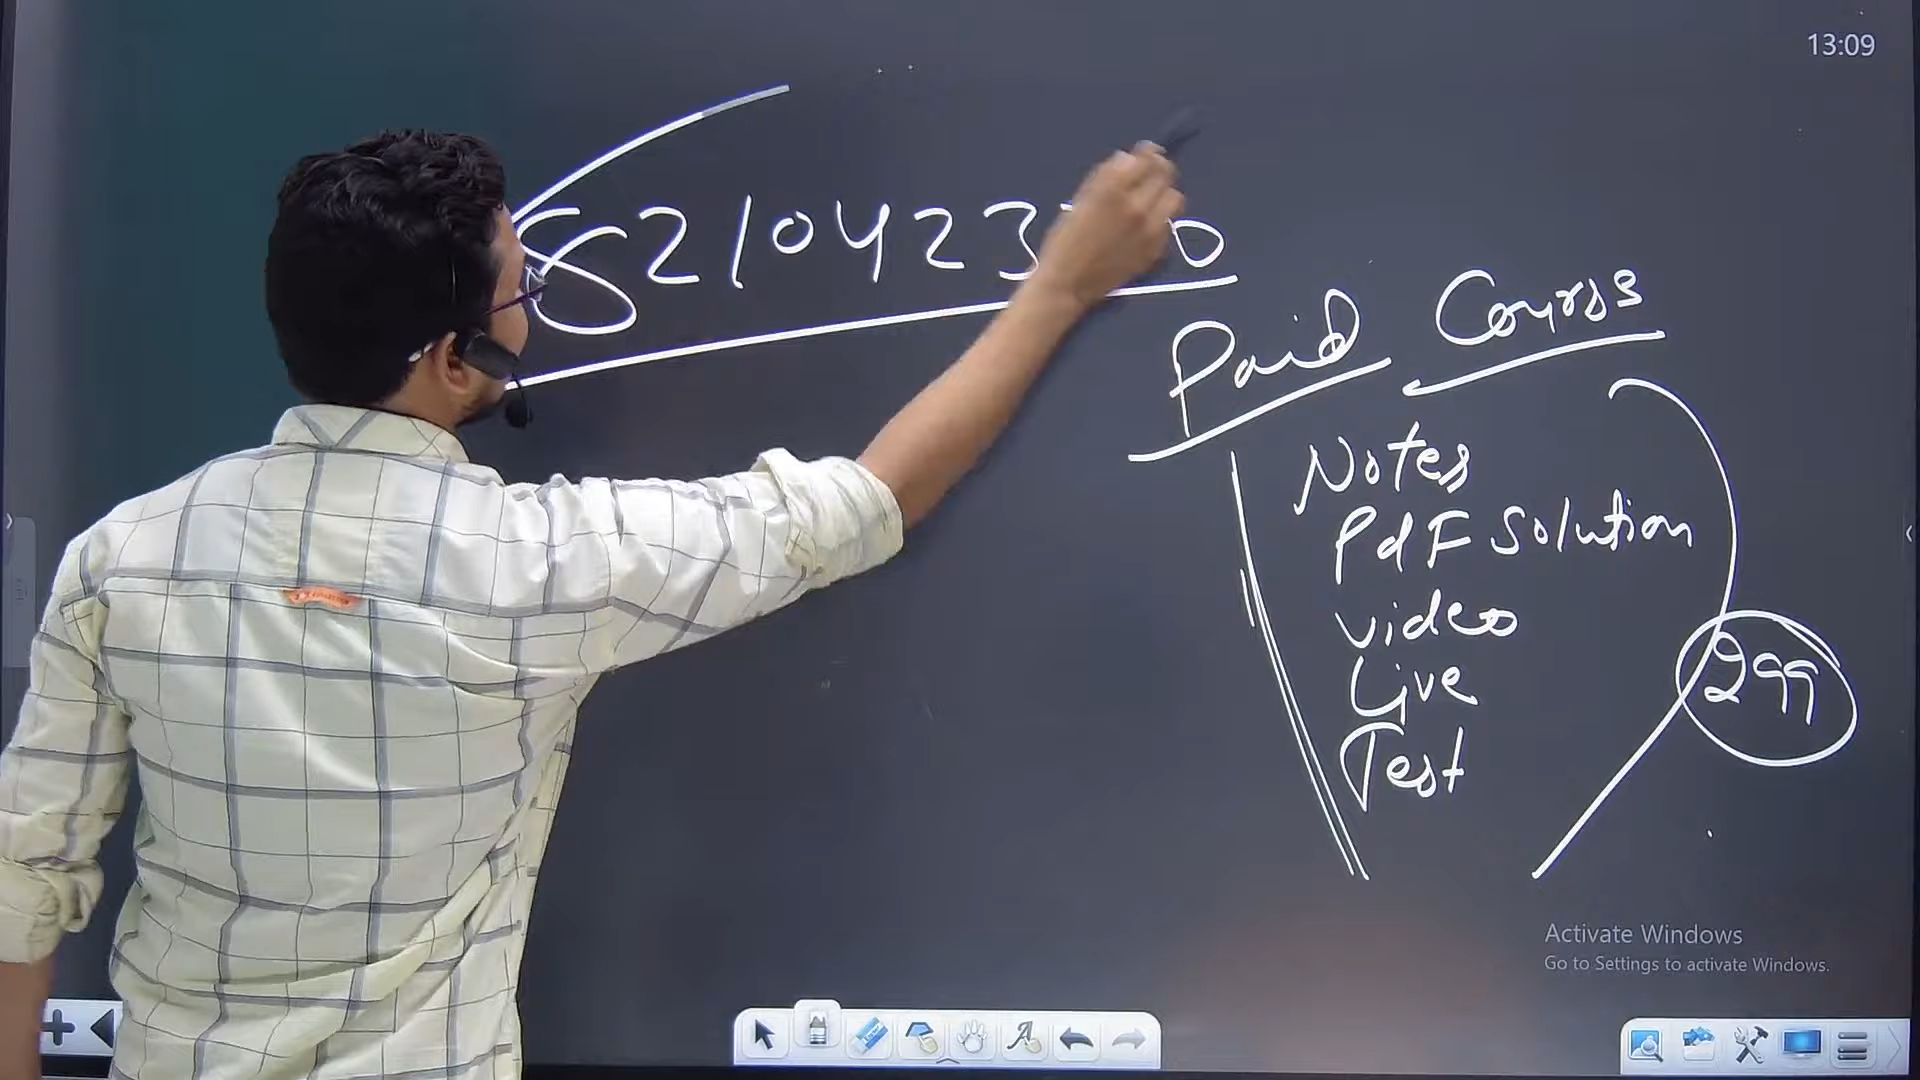 13:09
8210423
Paid Course
Notes
PdF Solution
video
Live
Test
299
Activate Windows
Go to Settings to activate Windows.